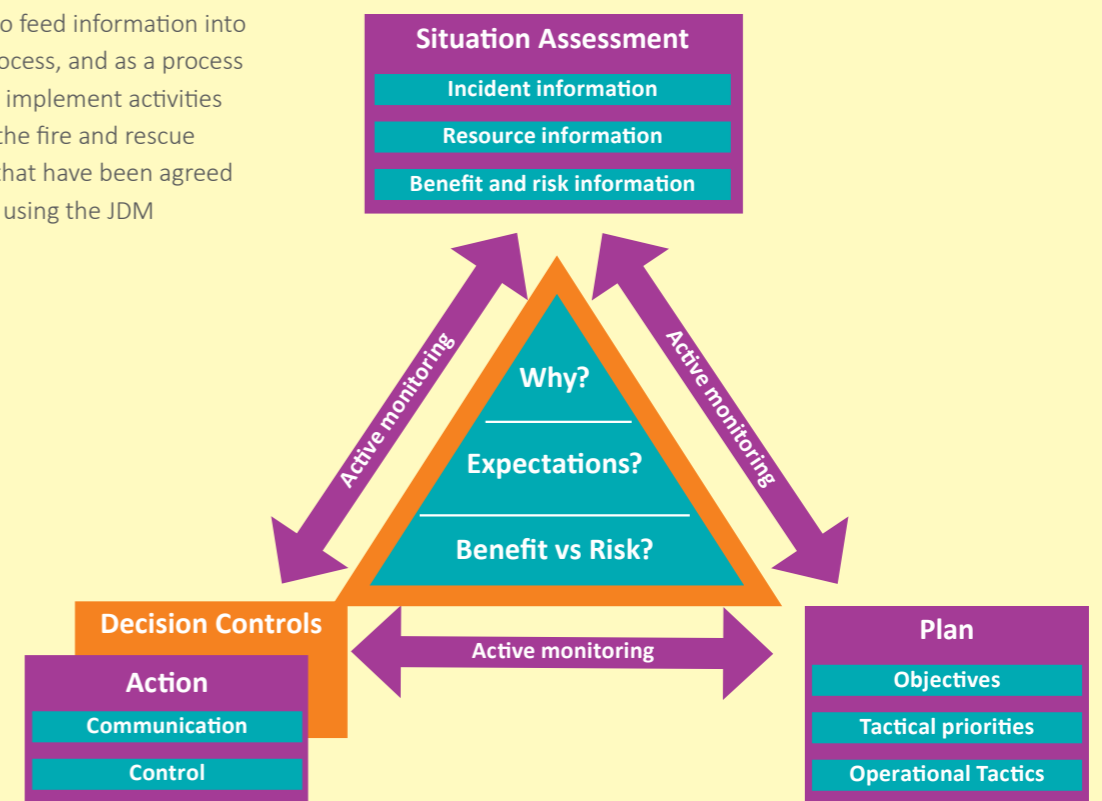 o feed information into
ocess, and as a process
implement activities
the fire and rescue
that have been agreed
using the JDM
Situation Assessment
Incident information
Resource information
Benefit and risk information
Active monitoring
Active monitoring
Why?
Expectations?
Benefit vs Risk?
Active monitoring
Decision Controls
Action
Communication
Control
Plan
Objectives
Tactical priorities
Operational Tactics